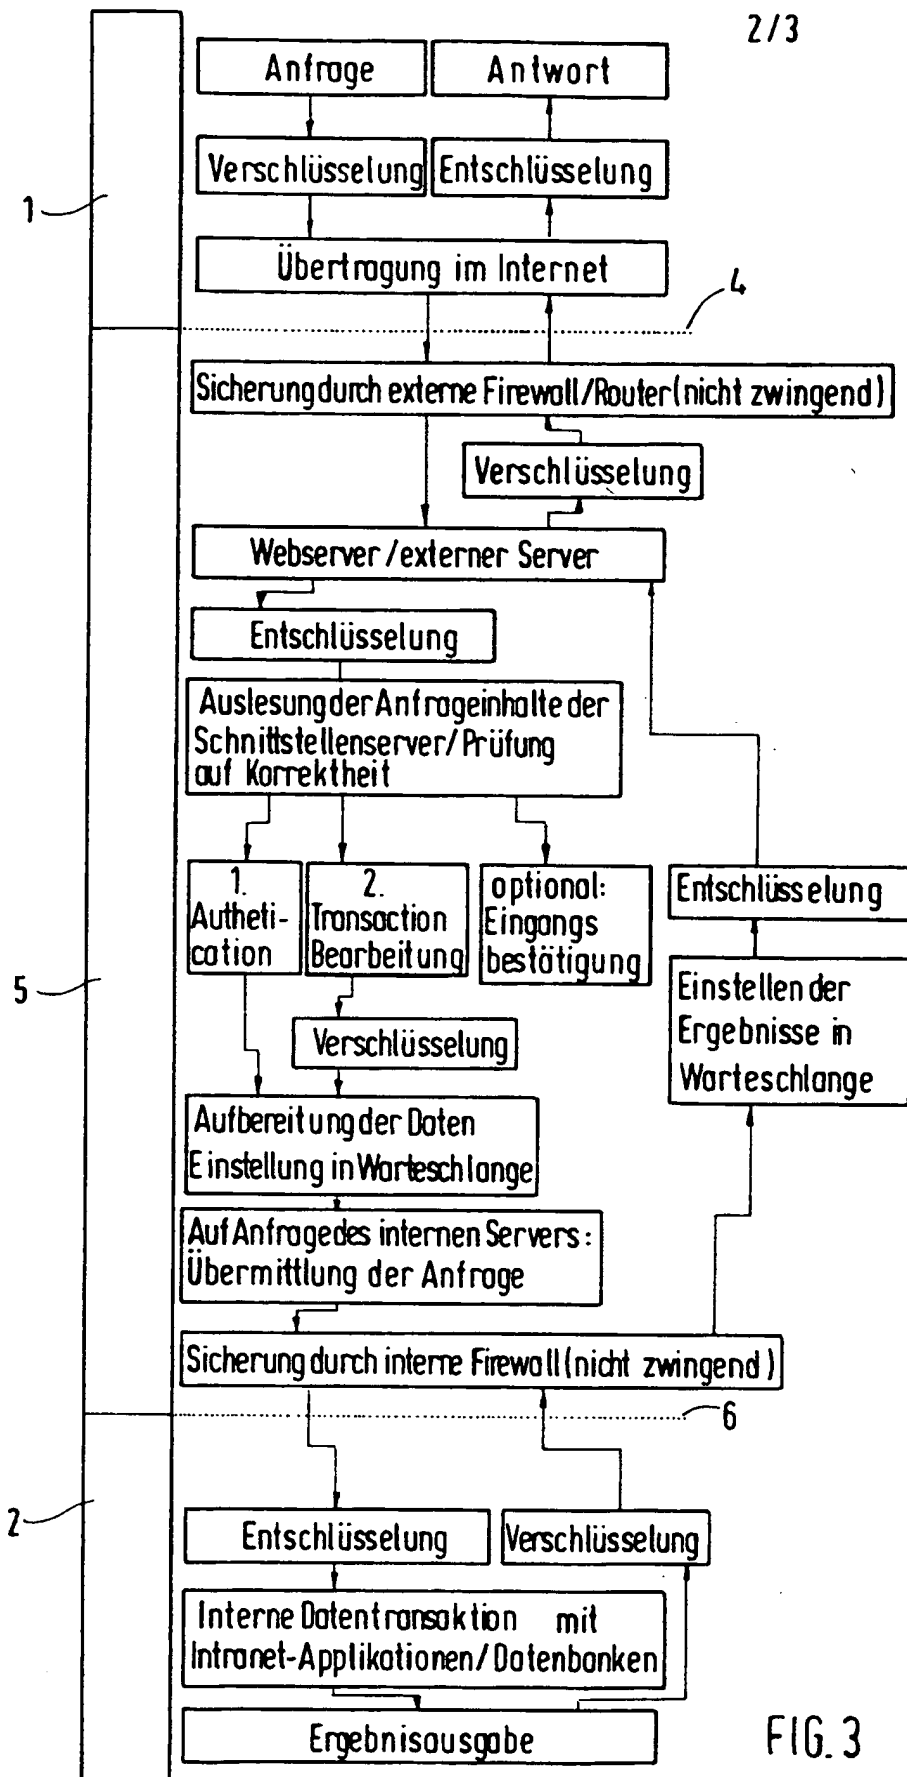 2/3
Anfrage
Antwort
Verschlüsselung
Entschlüsselung
1
Übertragung im Internet
4
Sicherung durch externe Firewall/Router (nicht zwingend)
Verschlüsselung
Webserver/externer Server
Entschlüsselung
Auslesung der Anfrageinhalte der
Schnittstellenserver/Prüfung
auf Korrektheit
1.
Autheti-
cation
2.
Transaction
Bearbeitung
optional:
Eingangs
bestätigung
Entschlüsselung
5
Einstellen der
Ergebnisse in
Warteschlange
Verschlüsselung
Aufbereitung der Daten
Einstellung in Warteschlange
Auf Anfrage des internen Servers:
Übermittlung der Anfrage
Sicherung durch interne Firewall (nicht zwingend)
6
2
Entschlüsselung
Verschlüsselung
Interne Datentransaktion mit
Intranet-Applikationen/Datenbanken
Ergebnisausgabe
FIG. 3